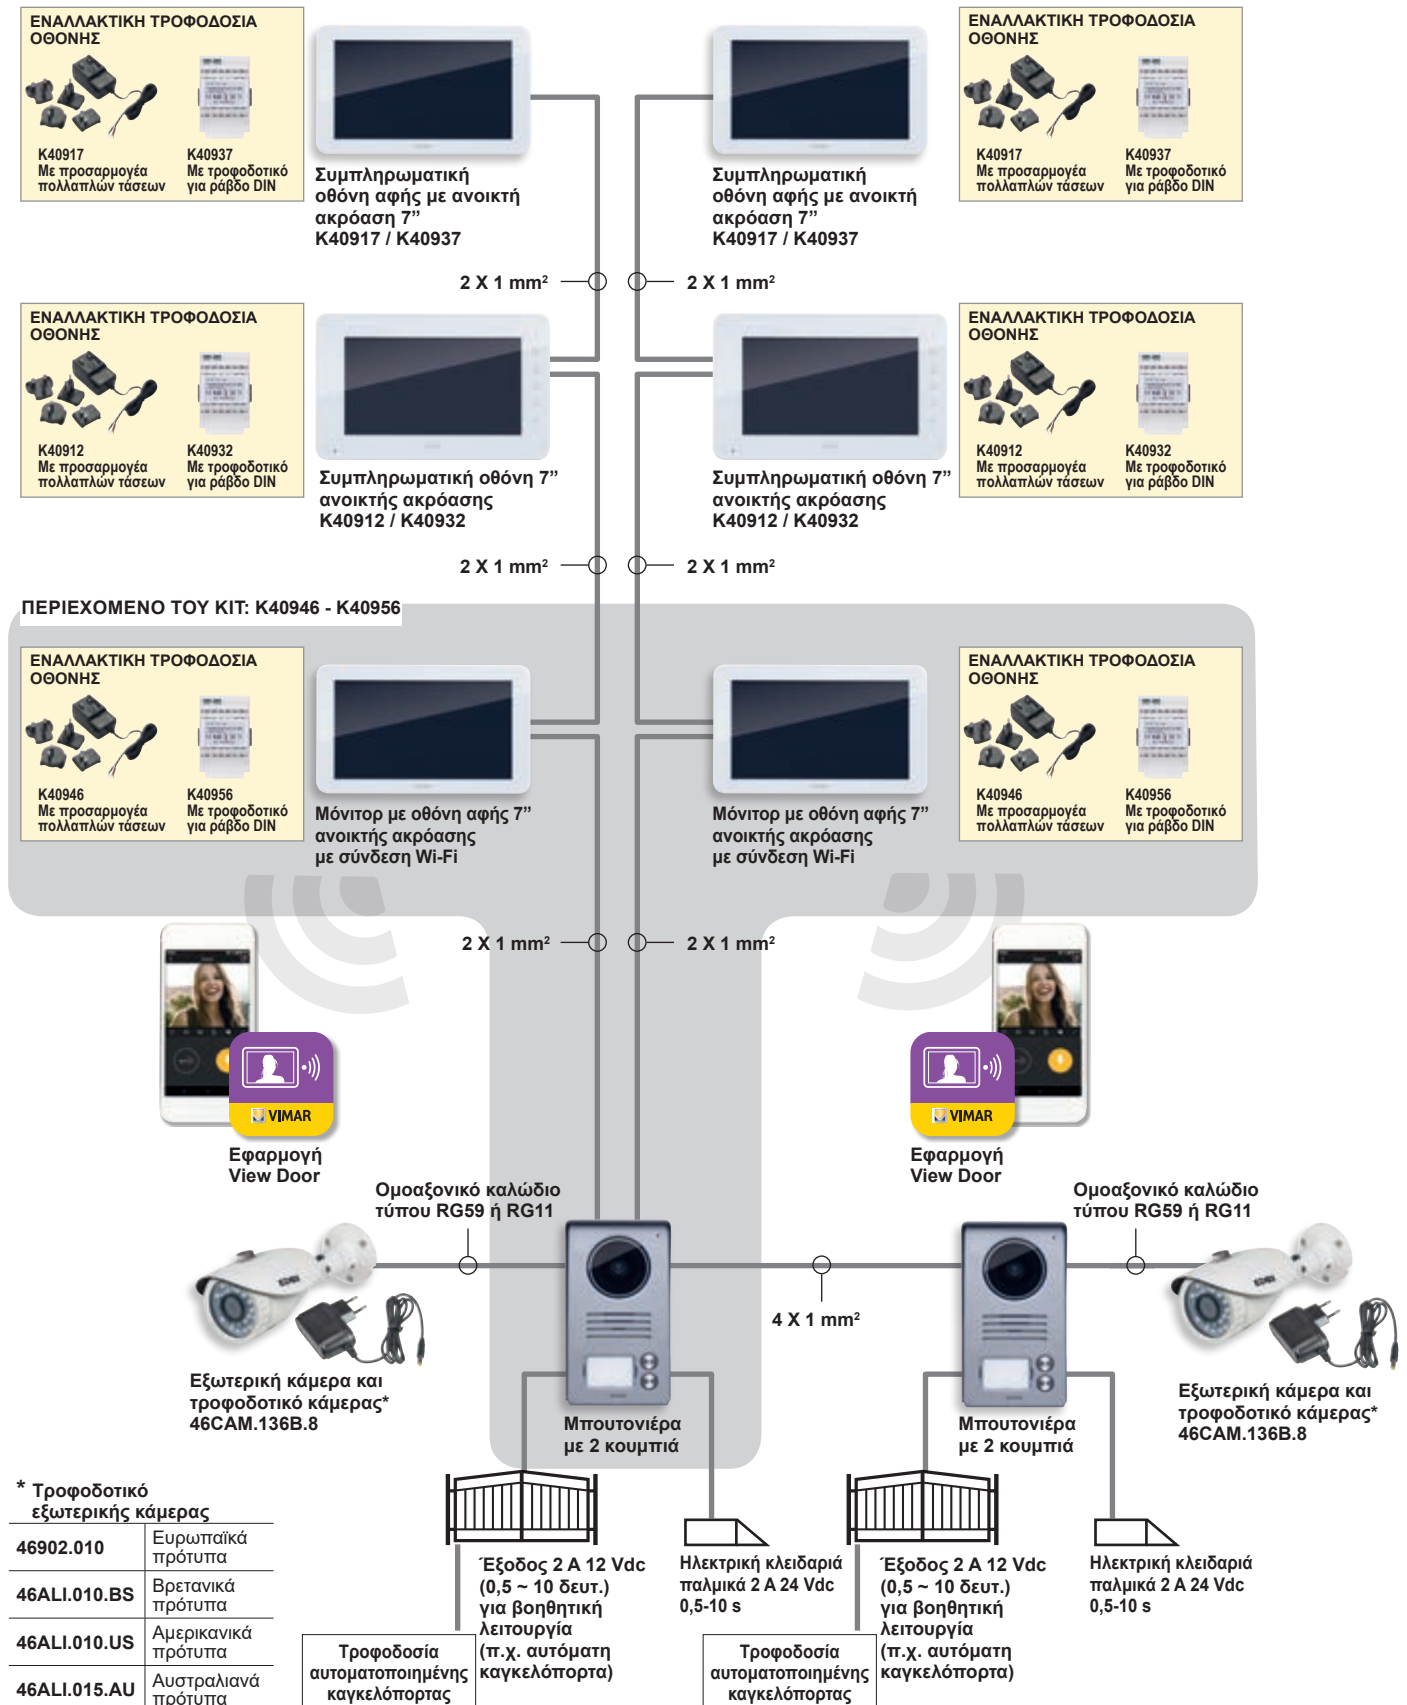 ΕΝΑΛΛΑΚΤΙΚΗ ΤΡΟΦΟΔΟΣΙΑ
ΟΘΟΝΗΣ
K40917
Με προσαρμογέα
πολλαπλών τάσεων
K40937
Με τροφοδοτικό
για ράβδο DIN
Συμπληρωματική
οθόνη αφής με ανοικτή
ακρόαση 7”
K40917 / K40937
Συμπληρωματική
οθόνη αφής με ανοικτή
ακρόαση 7”
K40917 / K40937
ΕΝΑΛΛΑΚΤΙΚΗ ΤΡΟΦΟΔΟΣΙΑ
ΟΘΟΝΗΣ
K40917
Με προσαρμογέα
πολλαπλών τάσεων
K40937
Με τροφοδοτικό
για ράβδο DIN
2 X 1 mm²
2 X 1 mm²
ΕΝΑΛΛΑΚΤΙΚΗ ΤΡΟΦΟΔΟΣΙΑ
ΟΘΟΝΗΣ
K40912
Με προσαρμογέα
πολλαπλών τάσεων
K40932
Με τροφοδοτικό
για ράβδο DIN
Συμπληρωματική οθόνη 7”
ανοικτής ακρόασης
K40912 / K40932
Συμπληρωματική οθόνη 7”
ανοικτής ακρόασης
K40912 / K40932
ΕΝΑΛΛΑΚΤΙΚΗ ΤΡΟΦΟΔΟΣΙΑ
ΟΘΟΝΗΣ
K40912
Με προσαρμογέα
πολλαπλών τάσεων
K40932
Με τροφοδοτικό
για ράβδο DIN
2 X 1 mm²
2 X 1 mm²
ΠΕΡΙΕΧΟΜΕΝΟ ΤΟΥ KIT: K40946 - K40956
ΕΝΑΛΛΑΚΤΙΚΗ ΤΡΟΦΟΔΟΣΙΑ
ΟΘΟΝΗΣ
K40946
Με προσαρμογέα
πολλαπλών τάσεων
K40956
Με τροφοδοτικό
για ράβδο DIN
Μόνιτορ με οθόνη αφής 7”
ανοικτής ακρόασης
με σύνδεση Wi-Fi
Μόνιτορ με οθόνη αφής 7”
ανοικτής ακρόασης
με σύνδεση Wi-Fi
ΕΝΑΛΛΑΚΤΙΚΗ ΤΡΟΦΟΔΟΣΙΑ
ΟΘΟΝΗΣ
K40946
Με προσαρμογέα
πολλαπλών τάσεων
K40956
Με τροφοδοτικό
για ράβδο DIN
2 X 1 mm²
2 X 1 mm²
VIMAR
Εφαρμογή
View Door
VIMAR
Εφαρμογή
View Door
Ομοαξονικό καλώδιο
τύπου RG59 ή RG11
Ομοαξονικό καλώδιο
τύπου RG59 ή RG11
4 X 1 mm²
Εξωτερική κάμερα και
τροφοδοτικό κάμερας*
46CAM.136B.8
Μπουτονιέρα
με 2 κουμπιά
Μπουτονιέρα
με 2 κουμπιά
Εξωτερική κάμερα και
τροφοδοτικό κάμερας*
46CAM.136B.8
* Τροφοδοτικό
εξωτερικής κάμερας
46902.010 Ευρωπαϊκά
πρότυπα
46ALI.010.BS Βρετανικά
πρότυπα
46ALI.010.US Αμερικανικά
πρότυπα
46ALI.015.AU Αυστραλιανά
πρότυπα
Έξοδος 2 A 12 Vdc
(0,5 ~ 10 δευτ.)
για βοηθητική
λειτουργία
(π.χ. αυτόματη
καγκελόπορτα)
Τροφοδοσία
αυτοματοποιημένης
καγκελόπορτας
Ηλεκτρική κλειδαριά
παλμικά 2 A 24 Vdc
0,5-10 s
Έξοδος 2 A 12 Vdc
(0,5 ~ 10 δευτ.)
για βοηθητική
λειτουργία
(π.χ. αυτόματη
καγκελόπορτα)
Τροφοδοσία
αυτοματοποιημένης
καγκελόπορτας
Ηλεκτρική κλειδαριά
παλμικά 2 A 24 Vdc
0,5-10 s